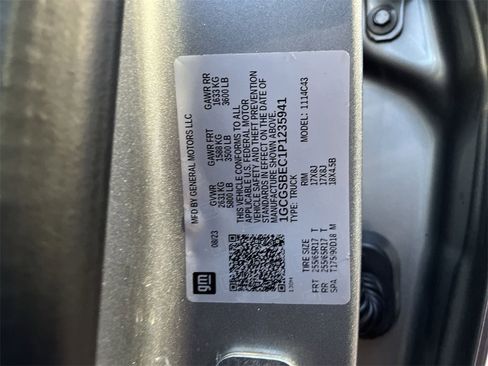 MFD BY GENERAL MOTORS LLC
08/23 GVWR GAWR FRT GAWR RR
2631 KG 1588 KG 1633 KG
5800 LB 3500 LB 3600 LB
THIS VEHICLE CONFORMS TO ALL
APPLICABLE U.S. FEDERAL MOTOR
VEHICLE SAFETY AND THEFT PREVENTION
STANDARDS IN EFFECT ON THE DATE OF
MANUFACTURE SHOWN ABOVE.
1GCGSBEC1P1235941
TYPE: TRUCK MODEL: 1114C43
TIRE SIZE RIM
FRT 255/65R17 T 17X8J
RR 255/65R17 T 17X8J
SPA T175/90D18 M 18X4.5B
gm